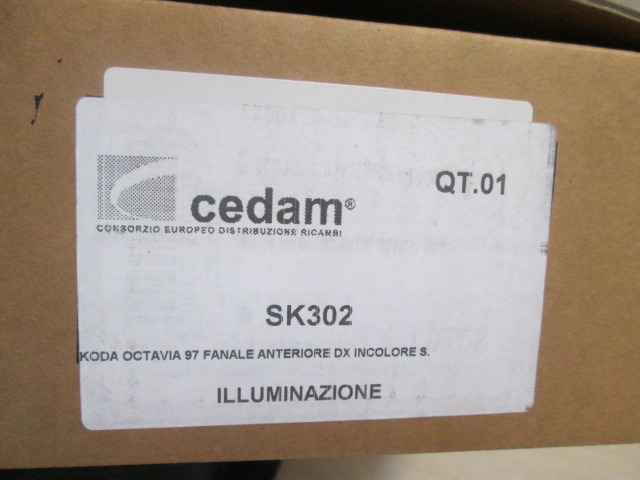 QT.01
cedam®
CONSORZIO EUROPEO DISTRIBUZIONE RICAMBI
SK302
KODA OCTAVIA 97 FANALE ANTERIORE DX INCOLORE S.
ILLUMINAZIONE